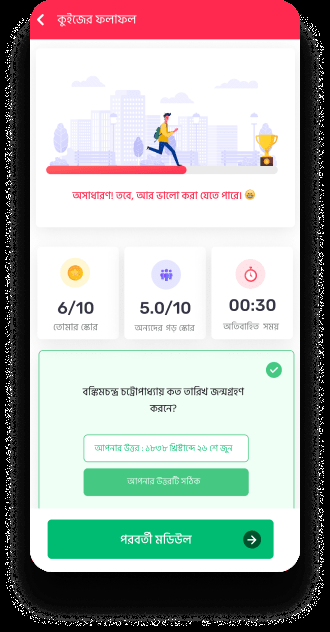 কুইজের ফলাফল
অসাধারণ! তবে, আর ভালো করা যেতে পারে। 😄
6/10
5.0/10
00:30
তোমার স্কোর
অন্যদের গড় স্কোর
অতিবাহিত সময়
বঙ্কিমচন্দ্র চট্টোপাধ্যায় কত তারিখ জন্মগ্রহণ
করেন?
আপনার উত্তর : ১৮৩৮ খ্রিষ্টাব্দে ২৬ শে জুন
আপনার উত্তরটি সঠিক
পরবর্তী মডিউল